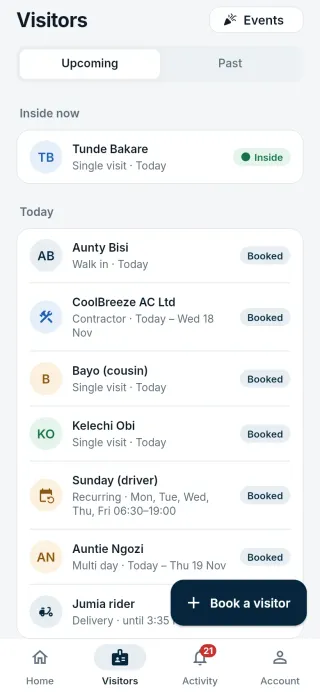 Visitors
Events
Upcoming
Past
Inside now
TB
Tunde Bakare
Single visit · Today
Inside
Today
AB
Aunty Bisi
Walk in · Today
Booked
CoolBreeze AC Ltd
Contractor · Today – Wed 18
Nov
Booked
B
Bayo (cousin)
Single visit · Today
Booked
KO
Kelechi Obi
Single visit · Today
Booked
Sunday (driver)
Recurring · Mon, Tue, Wed,
Thu, Fri 06:30–19:00
Booked
AN
Auntie Ngozi
Multi day · Today – Thu 19 Nov
Booked
Jumia rider
Delivery · until 3:35
Book a visitor
21
Home
Visitors
Activity
Account